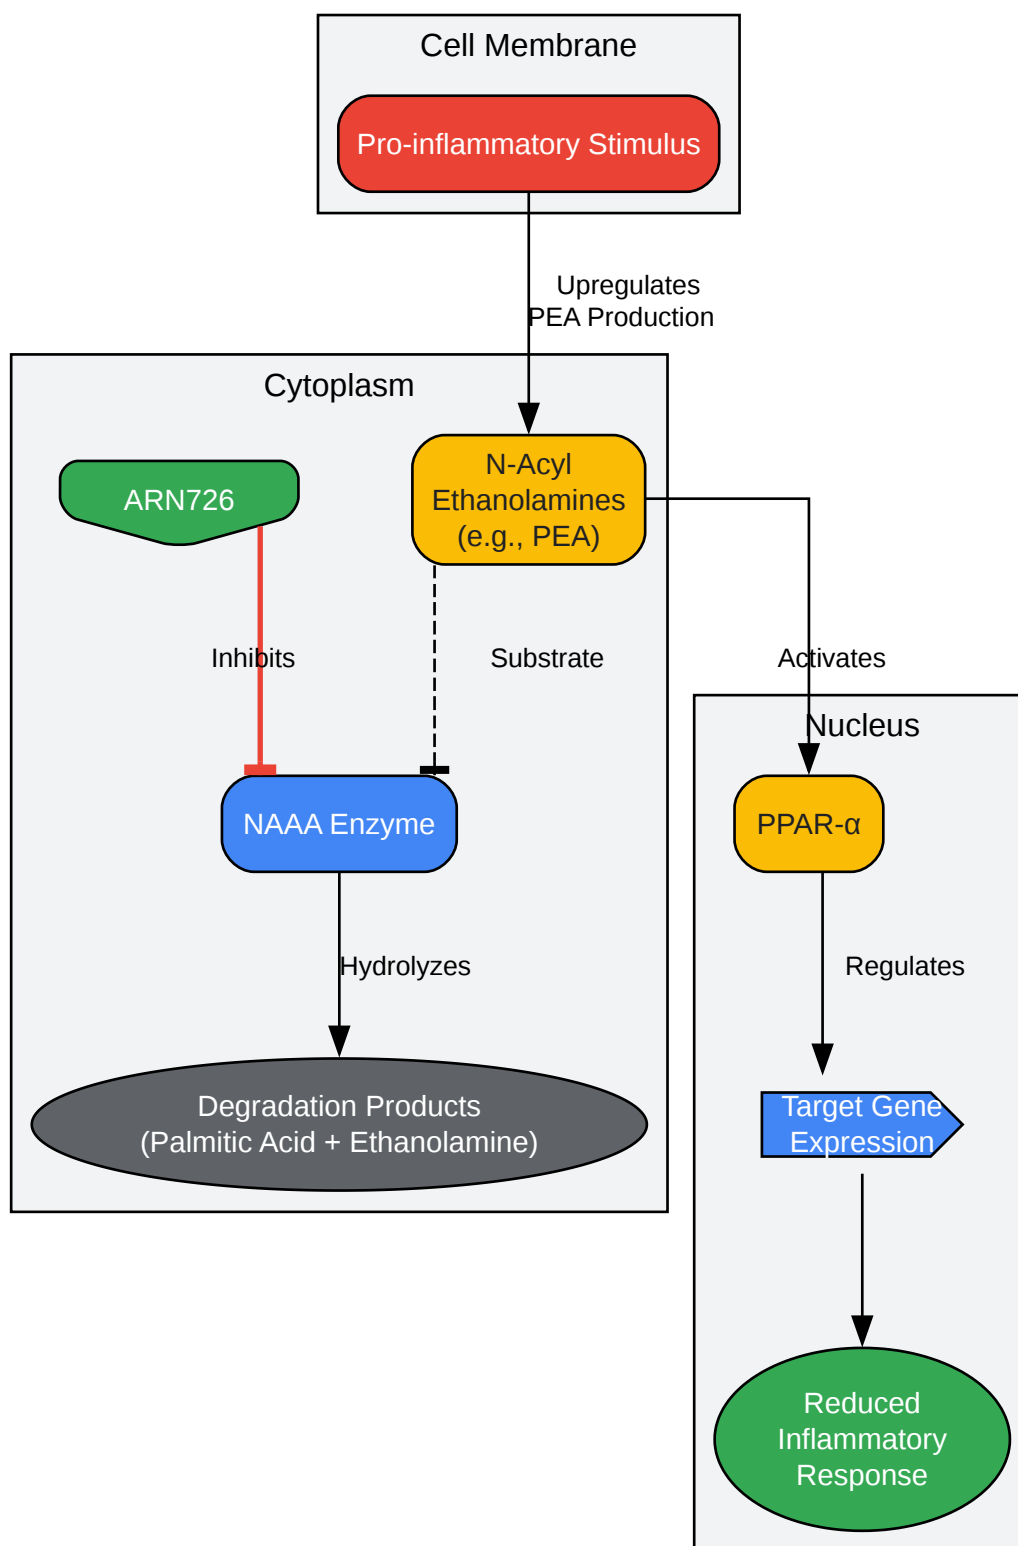 Cell Membrane
Pro-inflammatory Stimulus
Upregulates
PEA Production
Cytoplasm
ARN726
N-Acyl
Ethanolamines
(e.g., PEA)
Inhibits
Substrate
Activates
Nucleus
NAAA Enzyme
PPAR-α
Hydrolyzes
Regulates
Degradation Products
(Palmitic Acid + Ethanolamine)
Target Gene
Expression
Reduced
Inflammatory
Response